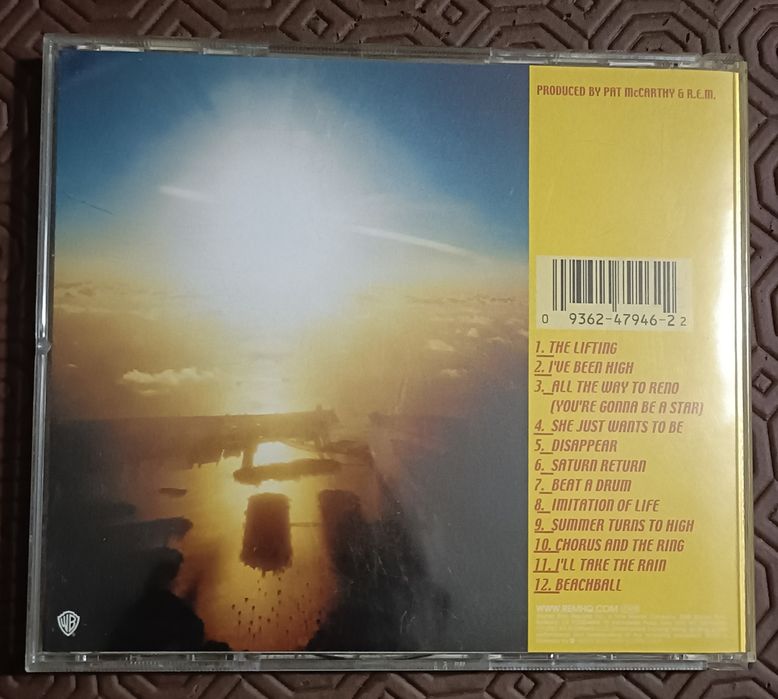 PRODUCED BY PAT McCARTHY & R.E.M.
0 9362-47946-2 2
1. THE LIFTING
2. I'VE BEEN HIGH
3. ALL THE WAY TO RENO
(YOU'RE GONNA BE A STAR)
4. SHE JUST WANTS TO BE
5. DISAPPEAR
6. SATURN RETURN
7. BEAT A DRUM
8. IMITATION OF LIFE
9. SUMMER TURNS TO HIGH
10. CHORUS AND THE RING
11. I'LL TAKE THE RAIN
12. BEACHBALL
WWW.REMHQ.COM
WB